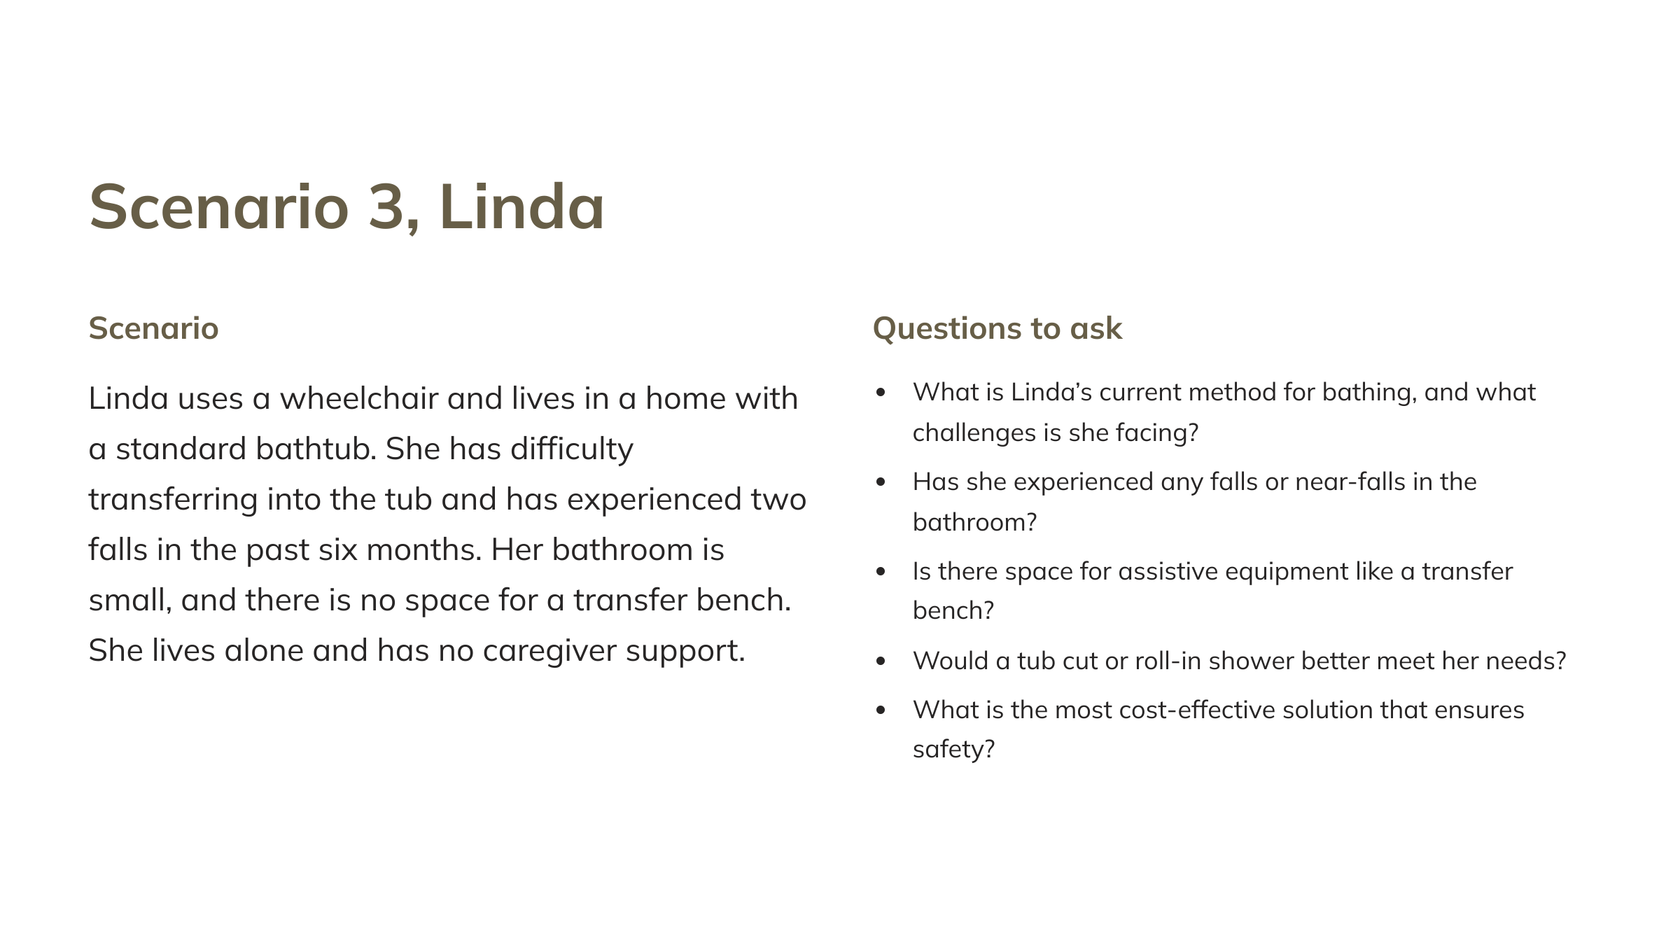 Scenario 3, Linda
Scenario
Linda uses a wheelchair and lives in a home with
a standard bathtub. She has difficulty
transferring into the tub and has experienced two
falls in the past six months. Her bathroom is
small, and there is no space for a transfer bench.
She lives alone and has no caregiver support.
Questions to ask
• What is Linda’s current method for bathing, and what
challenges is she facing?
• Has she experienced any falls or near-falls in the
bathroom?
• Is there space for assistive equipment like a transfer
bench?
• Would a tub cut or roll-in shower better meet her needs?
• What is the most cost-effective solution that ensures
safety?